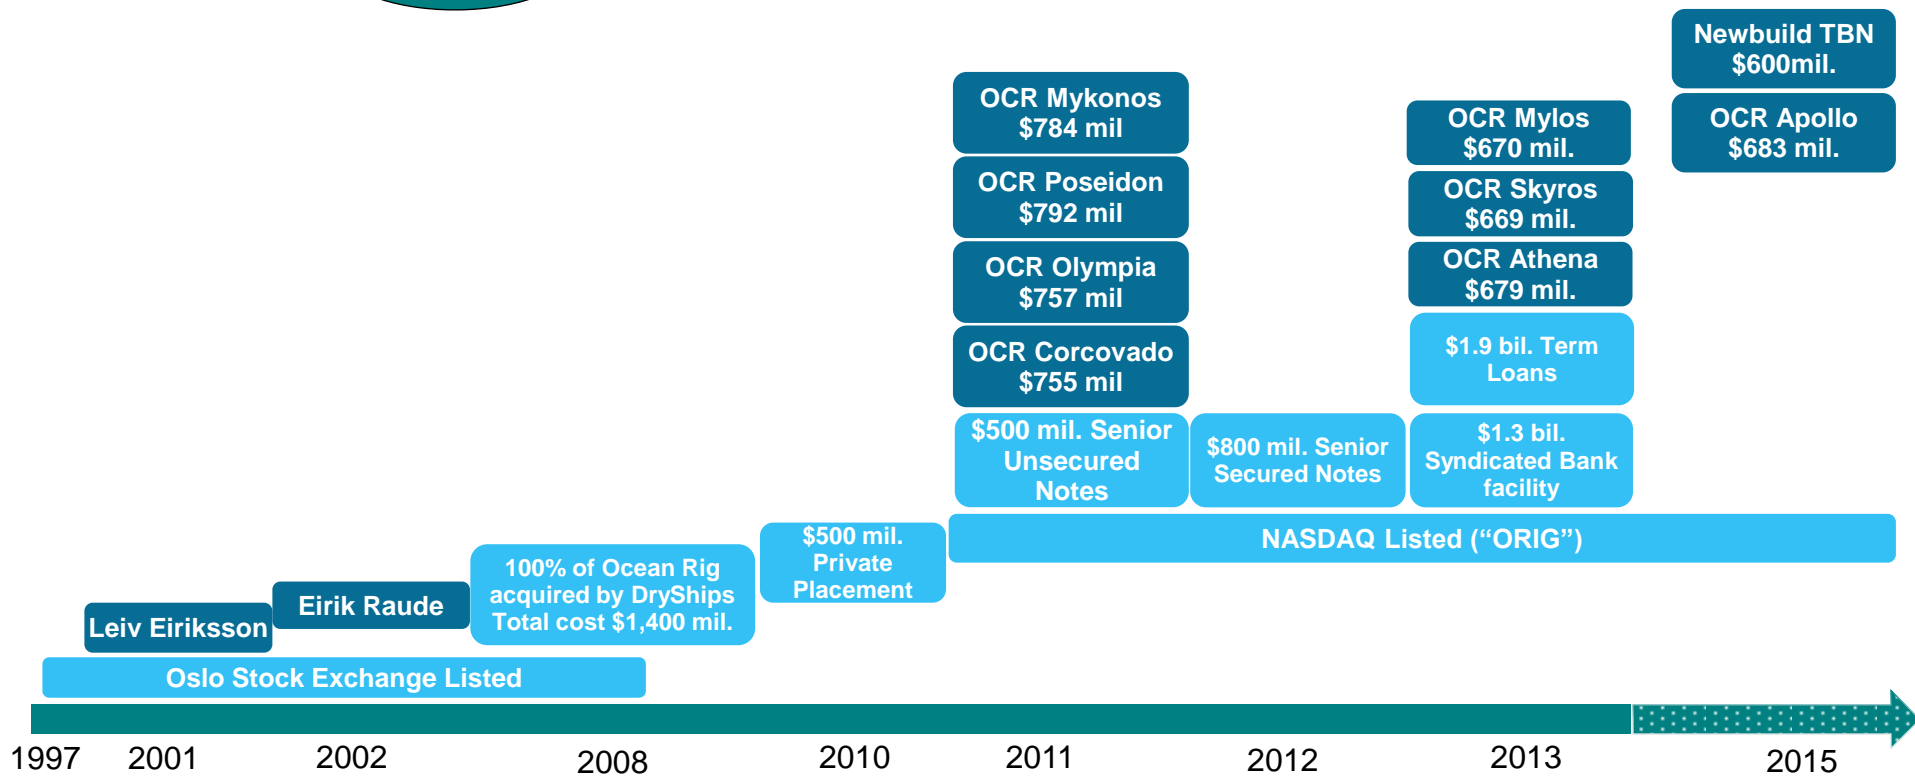 Newbuild TBN
$600mil.
OCR Apollo
$683 mil.
OCR Mykonos
$784 mil
OCR Poseidon
$792 mil
OCR Olympia
$757 mil
OCR Corcovado
$755 mil
$500 mil. Senior
Unsecured
Notes
$800 mil. Senior
Secured Notes
OCR Mylos
$670 mil.
OCR Skyros
$669 mil.
OCR Athena
$679 mil.
$1.9 bil. Term
Loans
$1.3 bil.
Syndicated Bank
facility
NASDAQ Listed (“ORIG”)
$500 mil.
Private
Placement
100% of Ocean Rig
acquired by DryShips
Total cost $1,400 mil.
Eirik Raude
Leiv Eiriksson
Oslo Stock Exchange Listed
1997
2001
2002
2008
2010
2011
2012
2013
2015